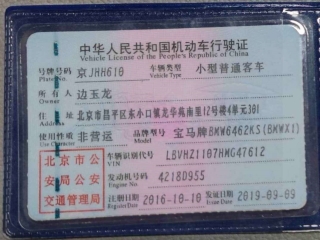 中华人民共和国机动车行驶证
Vehicle License of the People's Republic of China
号牌号码 京JHH610 车辆类型 小型普通客车
Plate No. Vehicle Type
所有人 边玉龙
Owner
住址 北京市昌平区东小口镇龙华苑南里12号楼4单元301
Address
使用性质 非营运 品牌型号 宝马牌BMW6462KS(BMWX1)
Use Character Model
北京市公安局公安交通管理局
车辆识别代号 LBVHZ1107HMG47612
VIN
发动机号码 4218D955
Engine No.
注册日期 2016-10-10 发证日期 2019-09-09
Register Date Issue Date